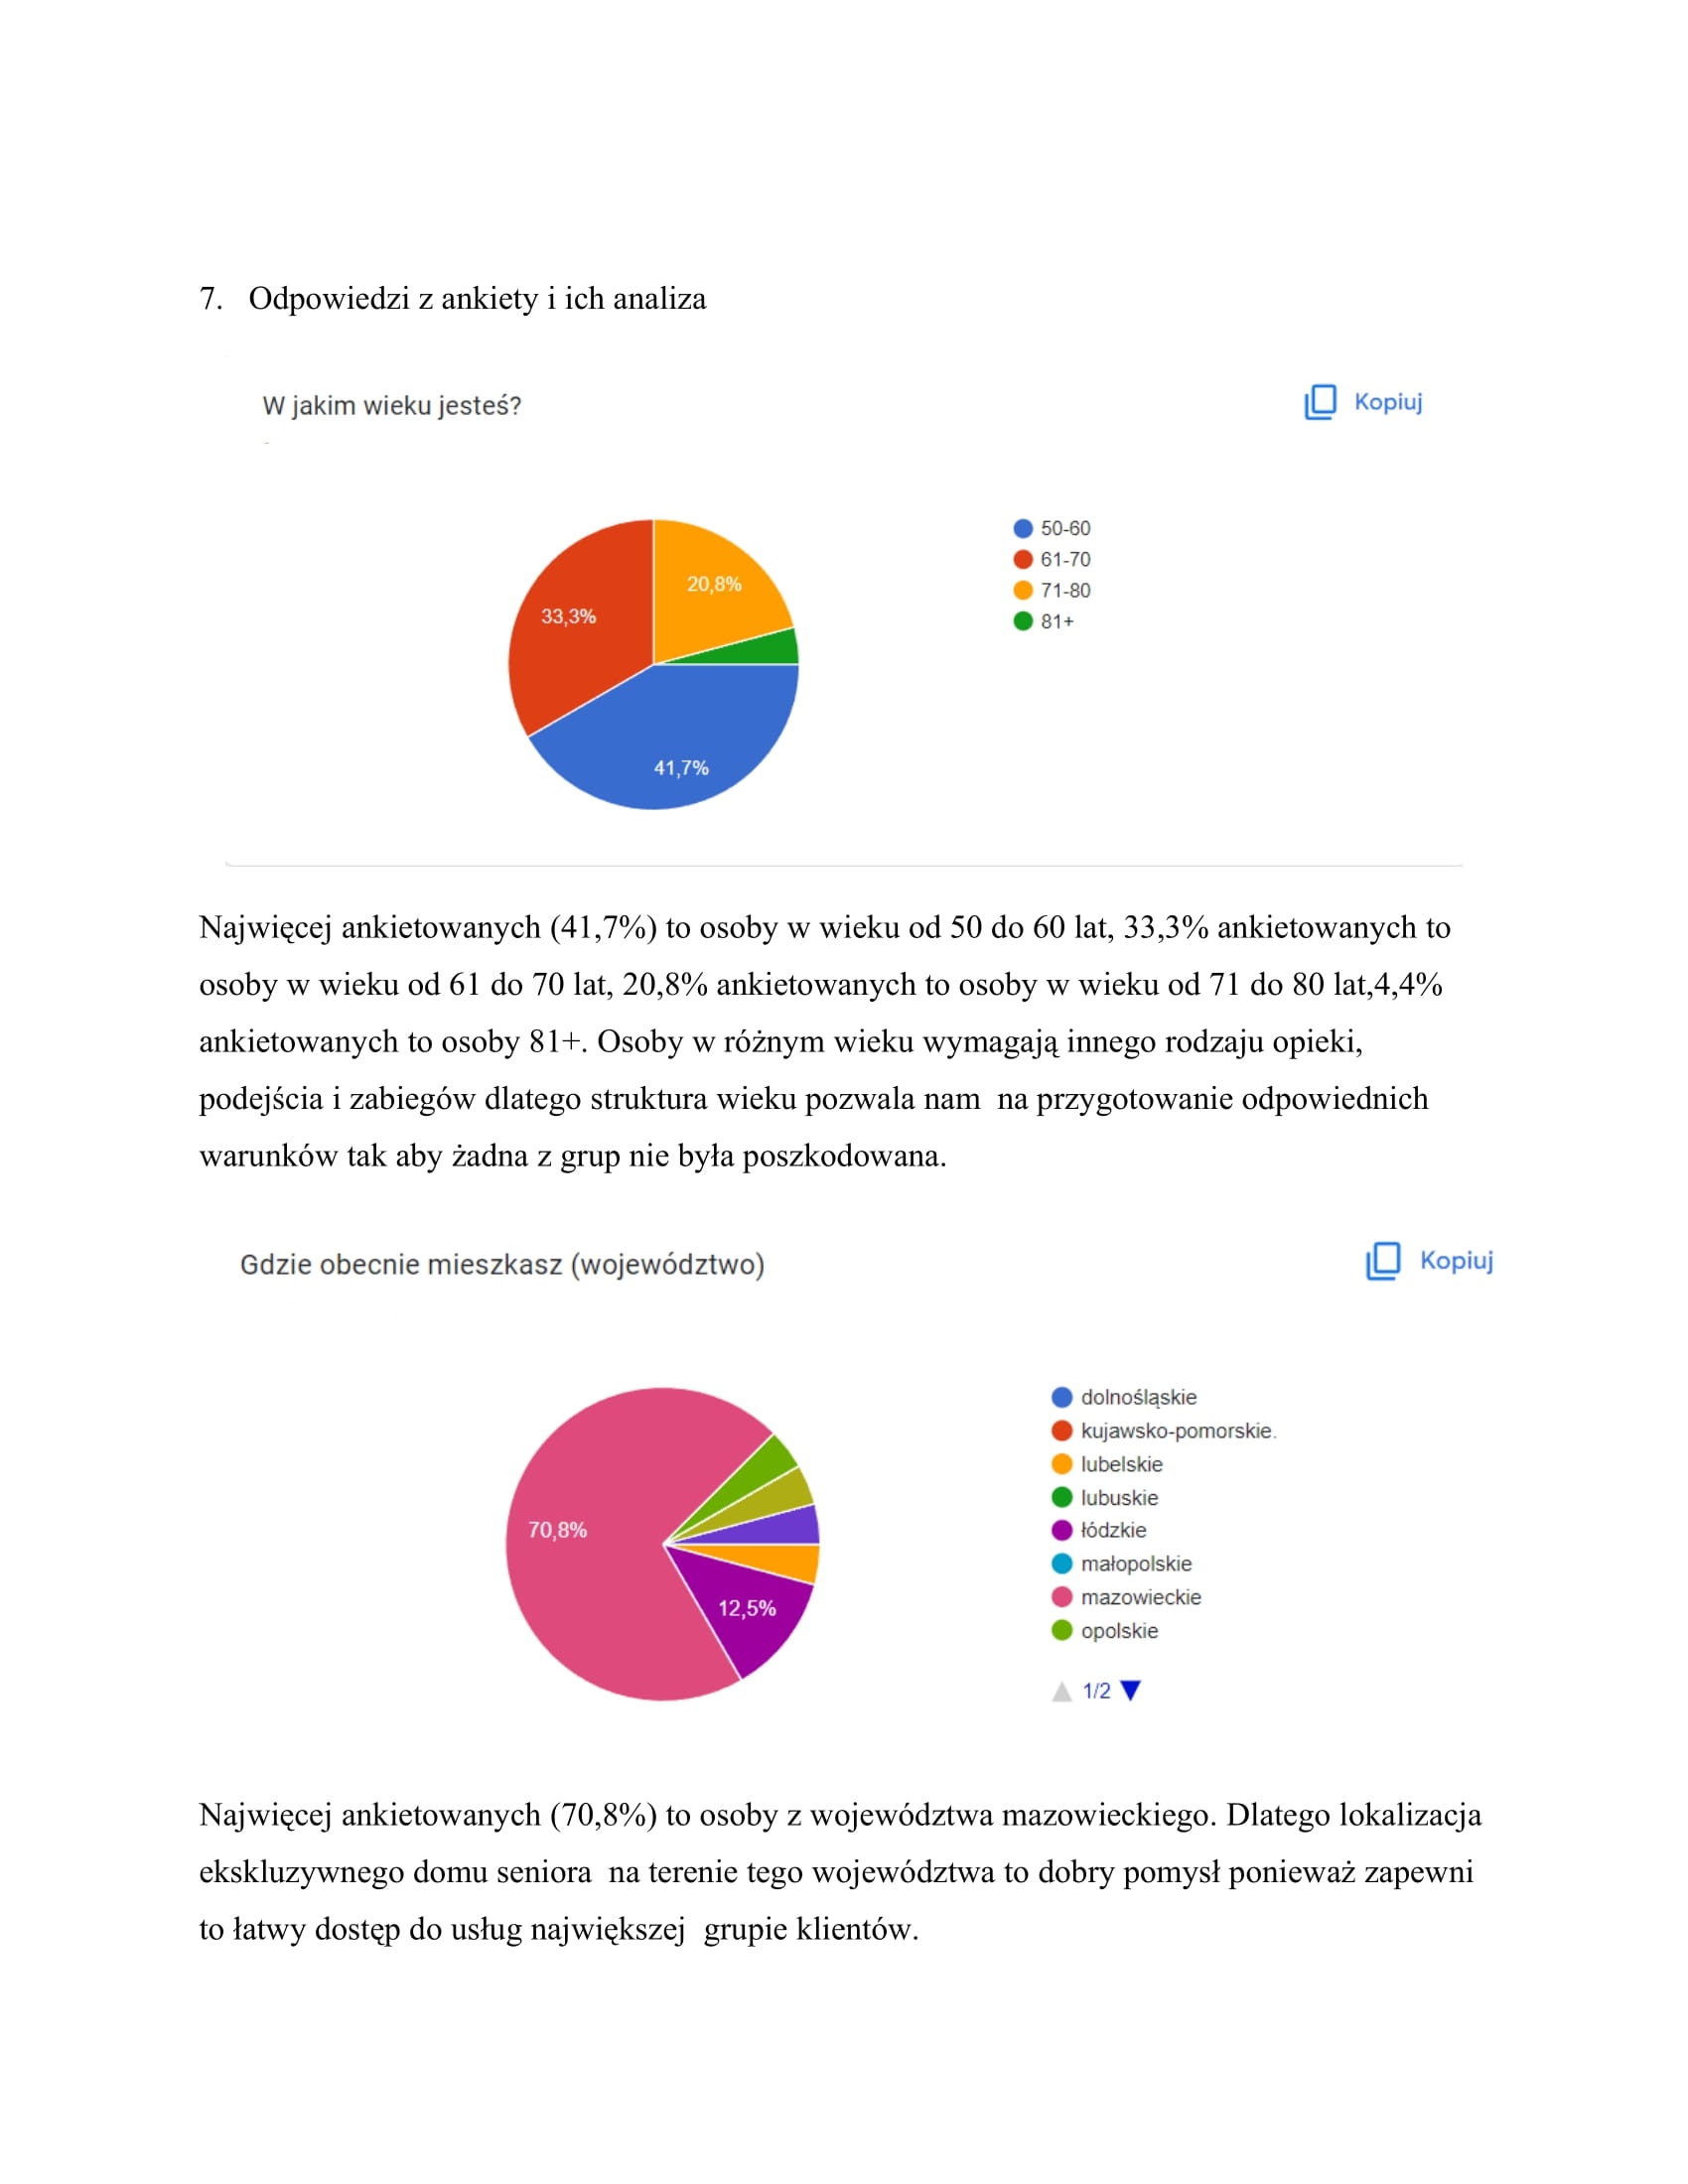 7. Odpowiedzi z ankiety i ich analiza
W jakim wieku jesteś?
Kopiuj
50-60
61-70
71-80
81+
20,8%
33,3%
41,7%
Najwięcej ankietowanych (41,7%) to osoby w wieku od 50 do 60 lat, 33,3% ankietowanych to
osoby w wieku od 61 do 70 lat, 20,8% ankietowanych to osoby w wieku od 71 do 80 lat,4,4%
ankietowanych to osoby 81+. Osoby w różnym wieku wymagają innego rodzaju opieki,
podejścia i zabiegów dlatego struktura wieku pozwala nam  na przygotowanie odpowiednich
warunków tak aby żadna z grup nie była poszkodowana.
Gdzie obecnie mieszkasz (województwo)
Kopiuj
70,8%
12,5%
dolnośląskie
kujawsko-pomorskie.
lubelskie
lubuskie
łódzkie
małopolskie
mazowieckie
opolskie
1/2
Najwięcej ankietowanych (70,8%) to osoby z województwa mazowieckiego. Dlatego lokalizacja
ekskluzywnego domu seniora  na terenie tego województwa to dobry pomysł ponieważ zapewni
to łatwy dostęp do usług największej  grupie klientów.